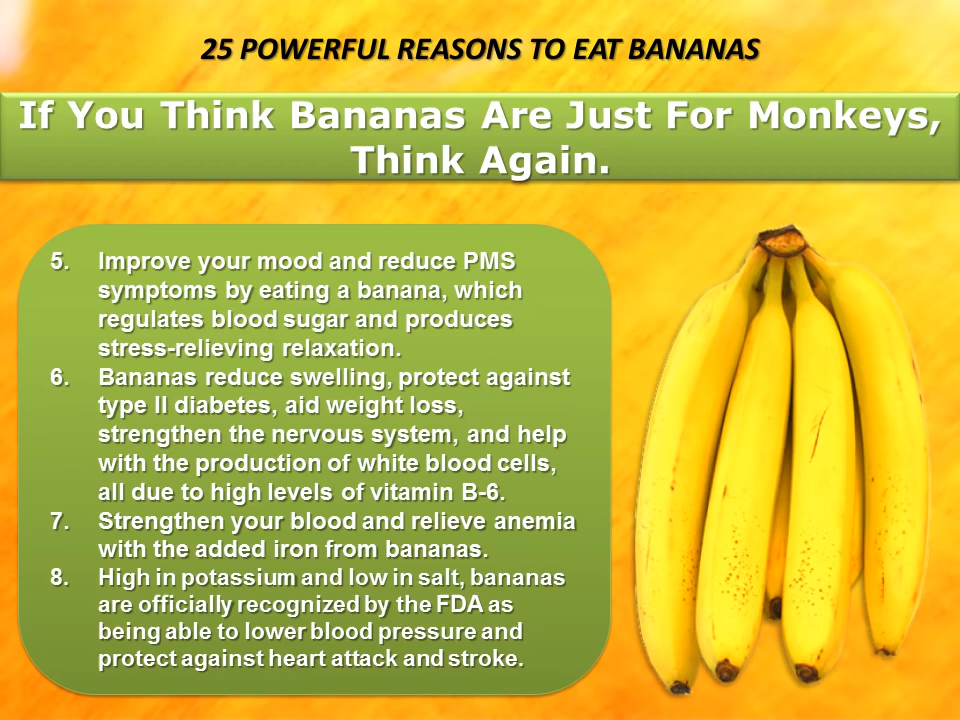 25 POWERFUL REASONS TO EAT BANANAS
If You Think Bananas Are Just For Monkeys,
Think Again.
5. Improve your mood and reduce PMS
symptoms by eating a banana, which
regulates blood sugar and produces
stress-relieving relaxation.
6. Bananas reduce swelling, protect against
type II diabetes, aid weight loss,
strengthen the nervous system, and help
with the production of white blood cells,
all due to high levels of vitamin B-6.
7. Strengthen your blood and relieve anemia
with the added iron from bananas.
8. High in potassium and low in salt, bananas
are officially recognized by the FDA as
being able to lower blood pressure and
protect against heart attack and stroke.